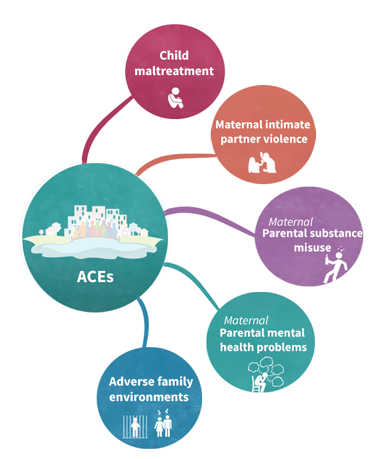 Child
maltreatment
Maternal intimate
partner violence
Maternal
Parental substance
misuse
ACEs
Maternal
Parental mental
health problems
Adverse family
environments